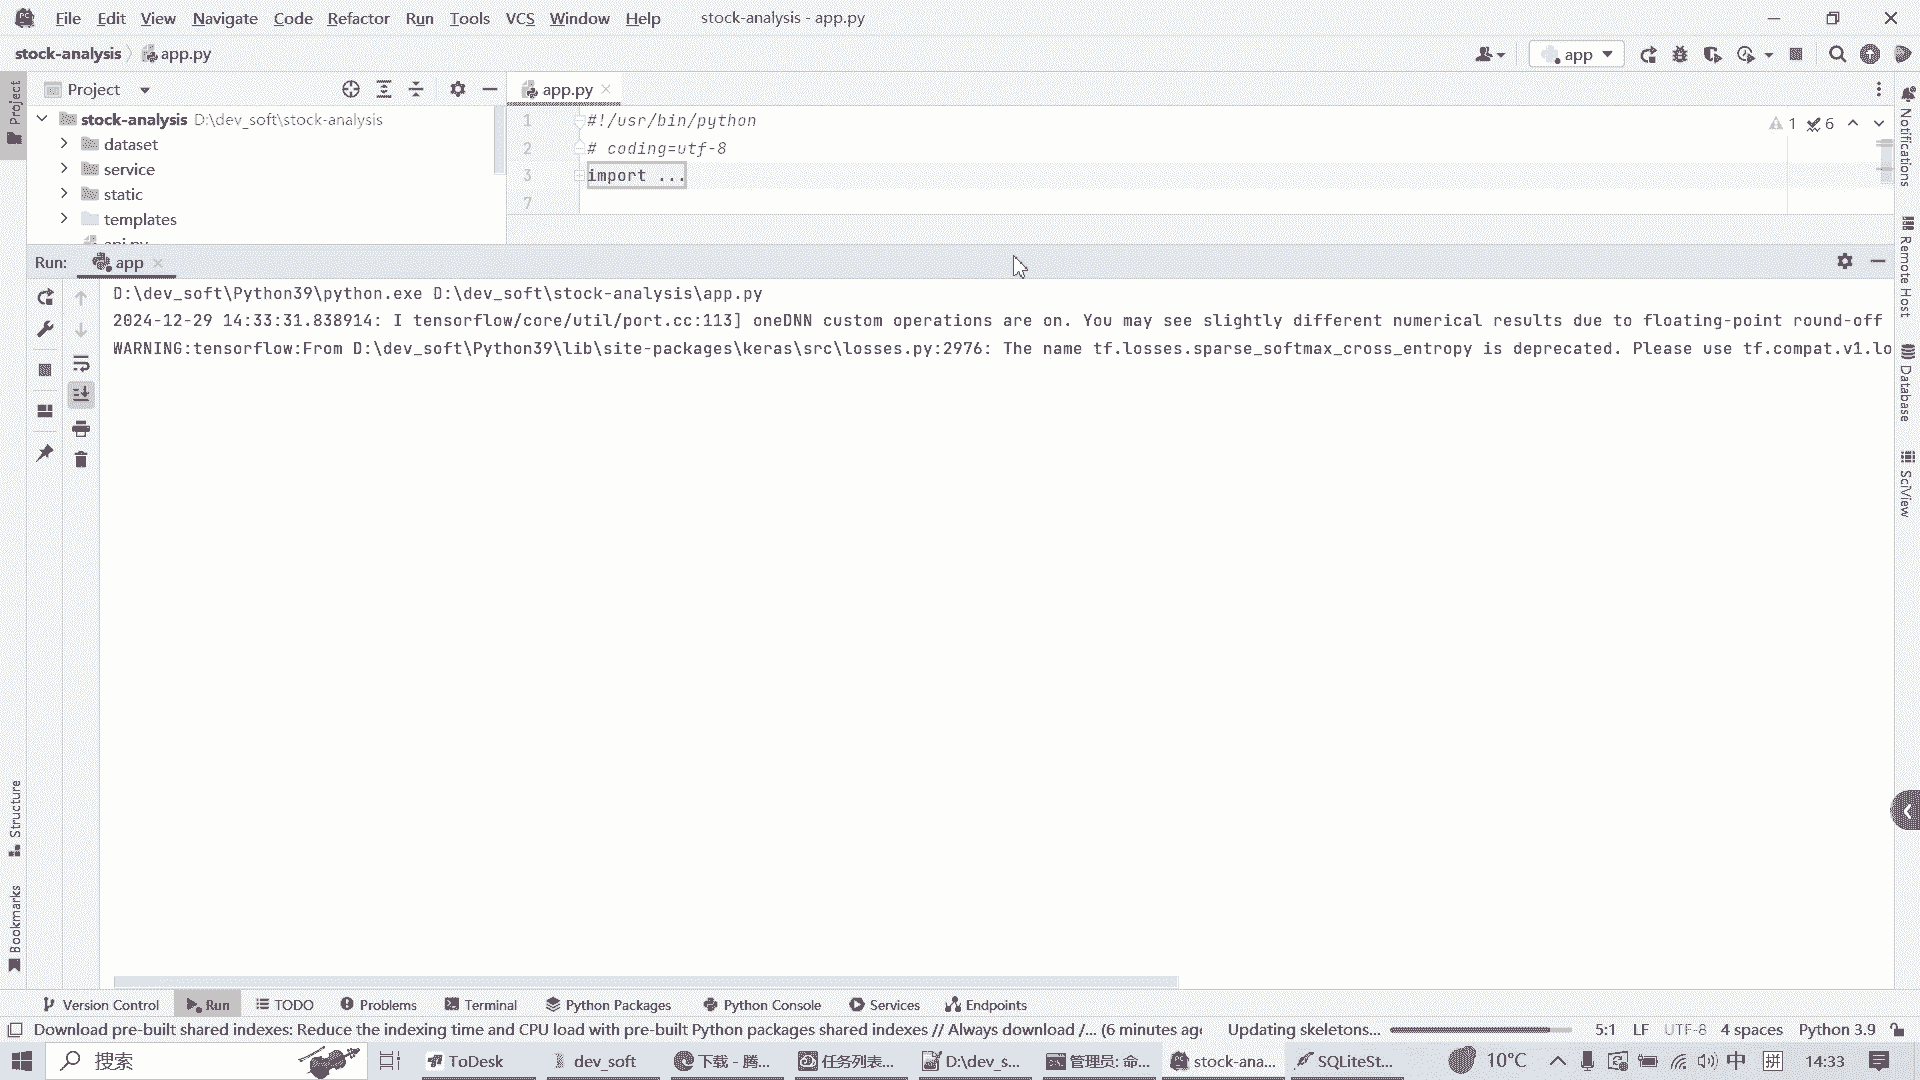 File Edit View Navigate Code Refactor Run Tools VCS Window Help stock-analysis - app.py
stock-analysis app.py
app
Project
app.py
stock-analysis D:\dev_soft\stock-analysis
dataset
service
static
templates
1 #!/usr/bin/python
2 # coding=utf-8
3 import ...
7
1 6
Run: app
D:\dev_soft\Python39\python.exe D:\dev_soft\stock-analysis\app.py
2024-12-29 14:33:31.838914: I tensorflow/core/util/port.cc:113] oneDNN custom operations are on. You may see slightly different numerical results due to floating-point round-off
WARNING:tensorflow:From D:\dev_soft\Python39\lib\site-packages\keras\src\losses.py:2976: The name tf.losses.sparse_softmax_cross_entropy is deprecated. Please use tf.compat.v1.lo
Project
Structure
Bookmarks
Notifications
Remote Host
Database
SciView
Version Control Run TODO Problems Terminal Python Packages Python Console Services Endpoints
Download pre-built shared indexes: Reduce the indexing time and CPU load with pre-built Python packages shared indexes // Always download /... (6 minutes ago Updating skeletons... 5:1 LF UTF-8 4 spaces Python 3.9
搜索 ToDesk dev_soft 下载 - 腾... 任务列表... D:\dev_s... 管理员: 命... stock-ana... SQLiteSt... 10°C 中 拼 14:33